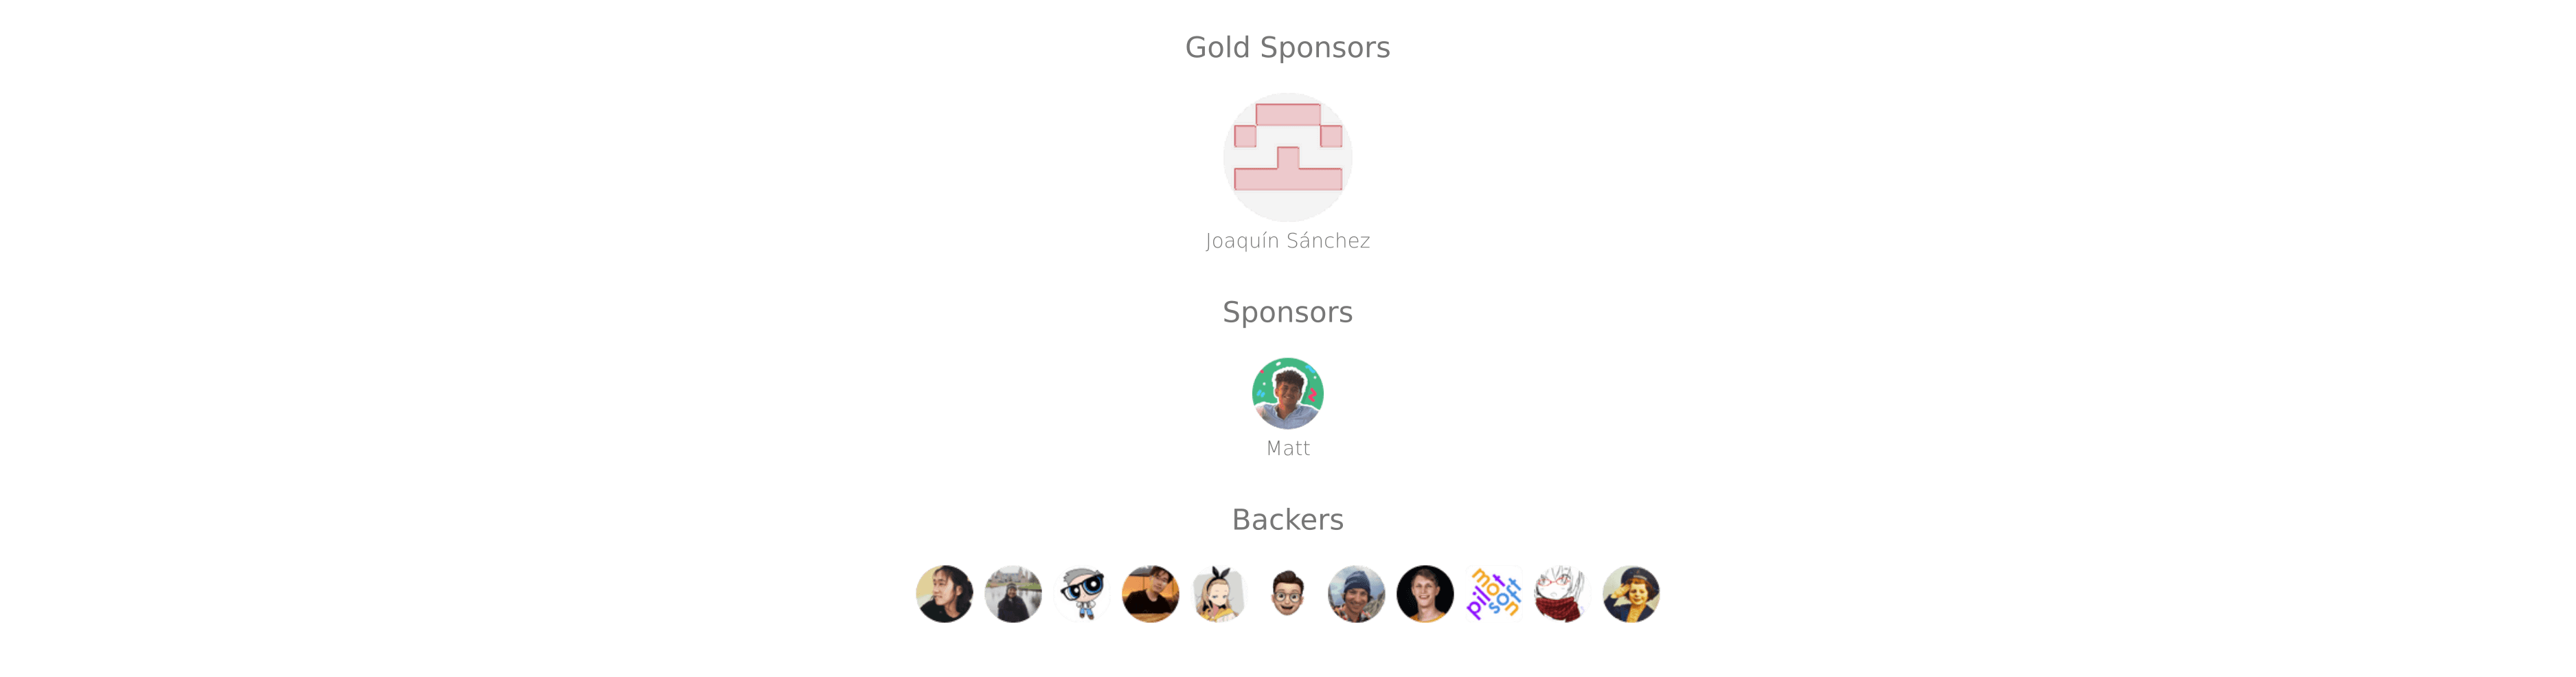 Gold Sponsors
Joaquín Sánchez
Sponsors
Matt
Backers